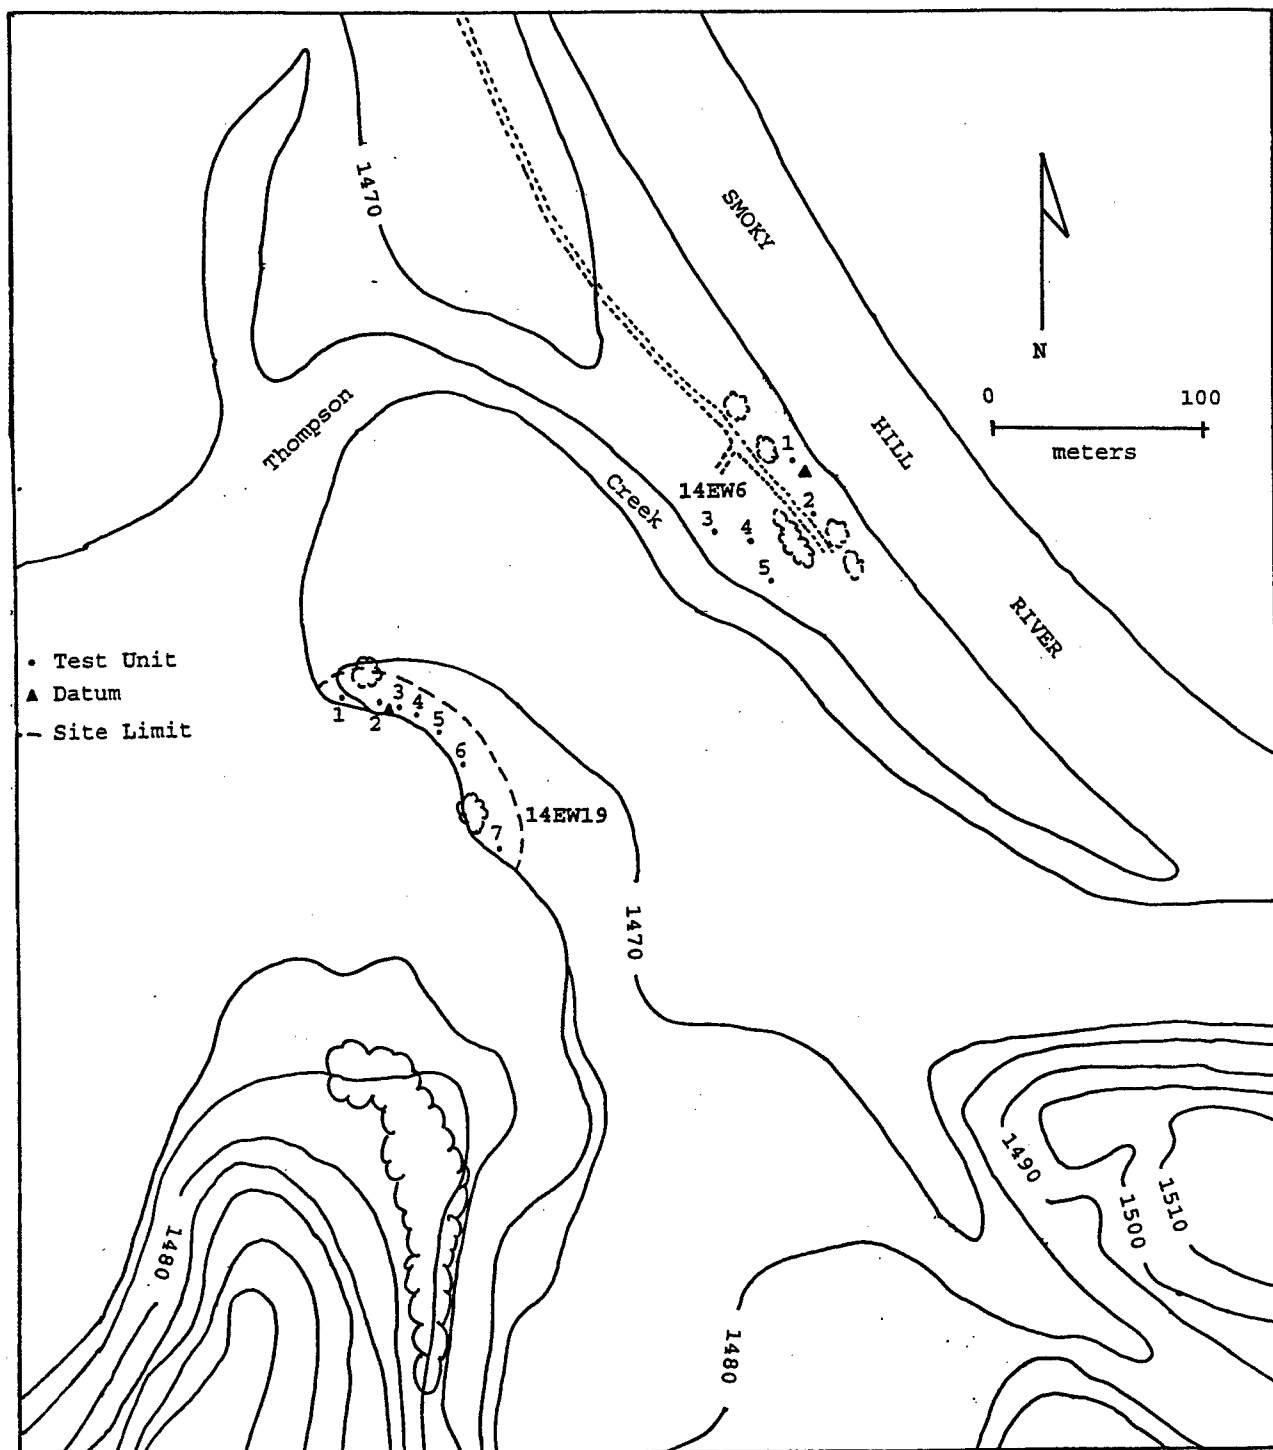 1470
SMOKY
HILL
RIVER
N
0 100
meters
Thompson
Creek
14EW6
1
2
3
4
5
• Test Unit
▲ Datum
-- Site Limit
1
2
3
4
5
6
7
14EW19
1470
1480
1490
1500
1510
1480